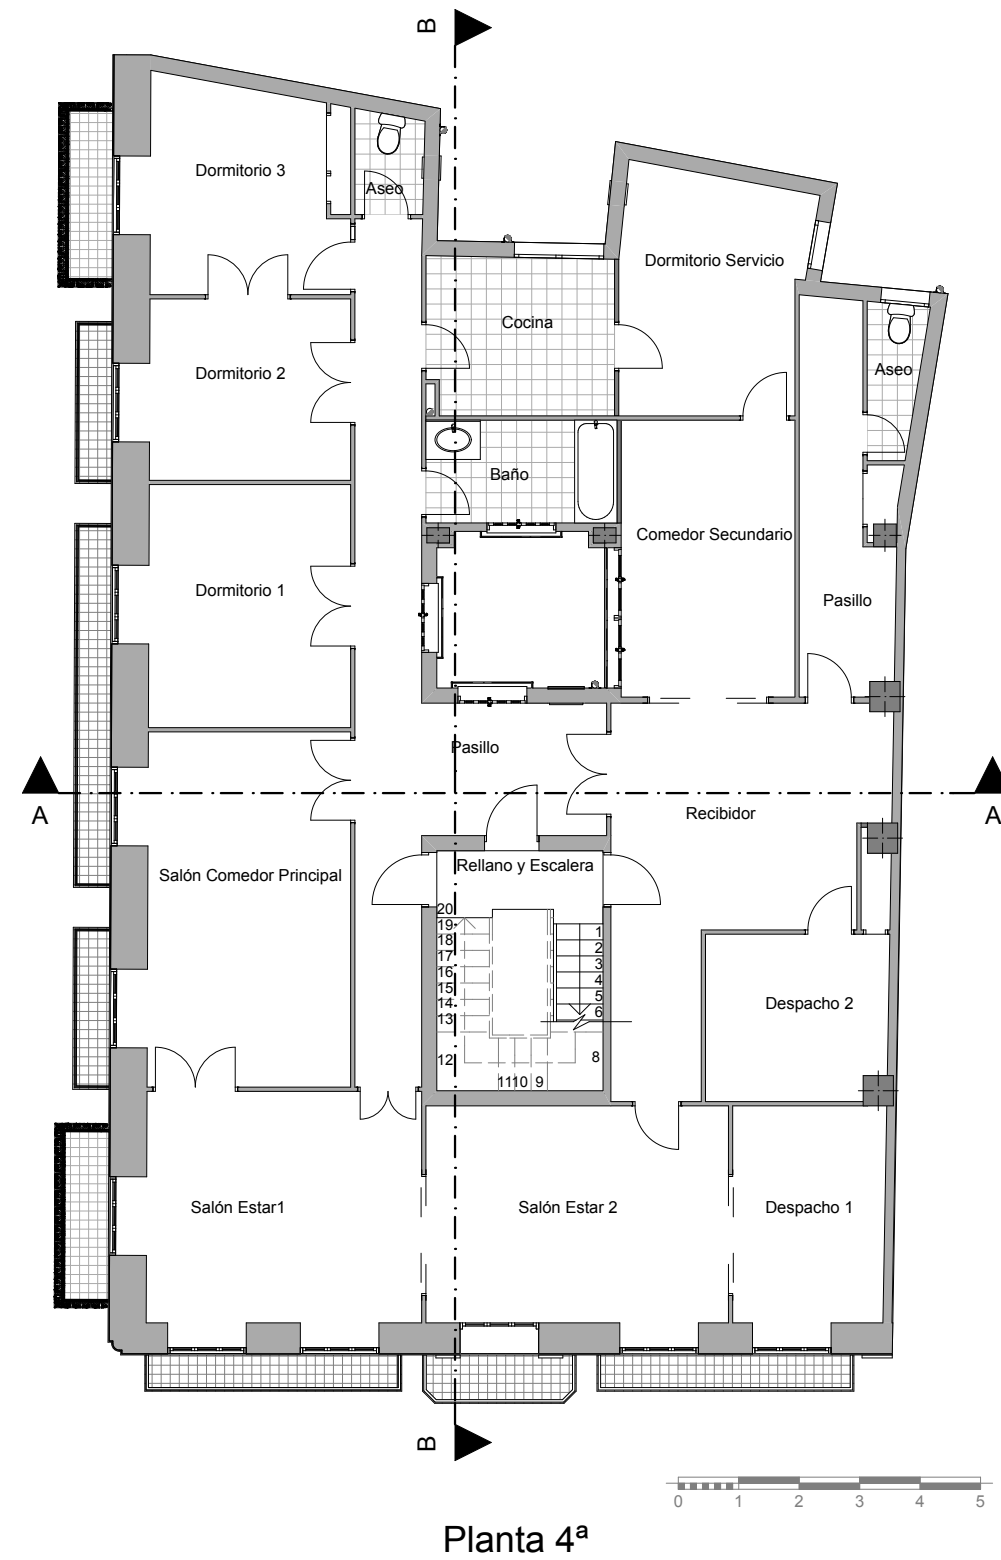 B
Dormitorio 3
Aseo
Dormitorio Servicio
Cocina
Dormitorio 2
Aseo
Baño
Comedor Secundario
Dormitorio 1
Pasillo
Pasillo
A
A
Recibidor
Salón Comedor Principal
Rellano y Escalera
20
19
18
17
16
15
14
13
12
11
10
9
8
1
2
3
4
5
6
Despacho 2
Salón Estar1
Salón Estar 2
Despacho 1
B
0 1 2 3 4 5
Planta 4ª